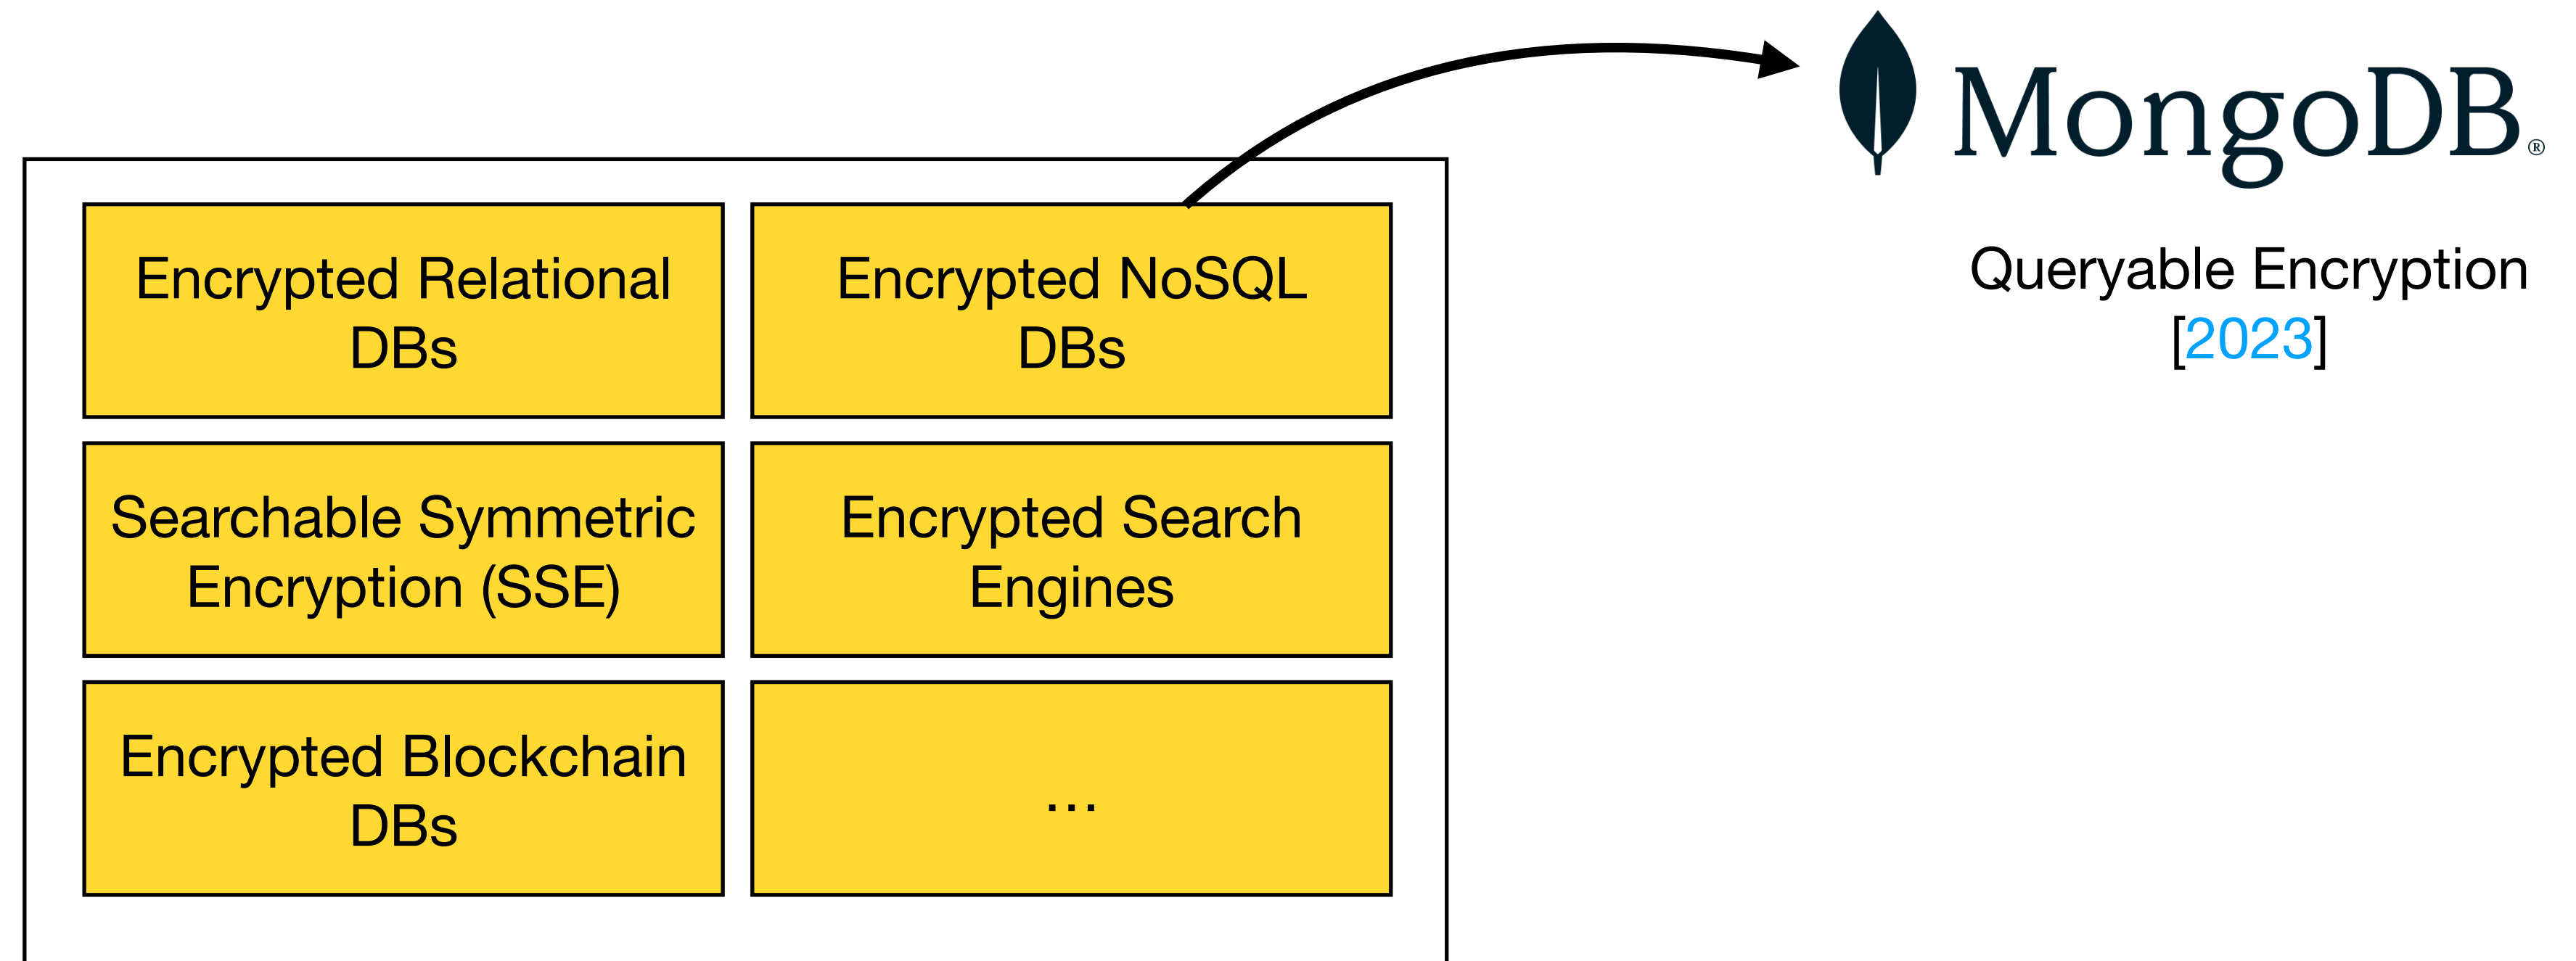 MongoDB®
Encrypted Relational
DBs
Encrypted NoSQL
DBs
Queryable Encryption
[2023]
Searchable Symmetric
Encryption (SSE)
Encrypted Search
Engines
Encrypted Blockchain
DBs
...